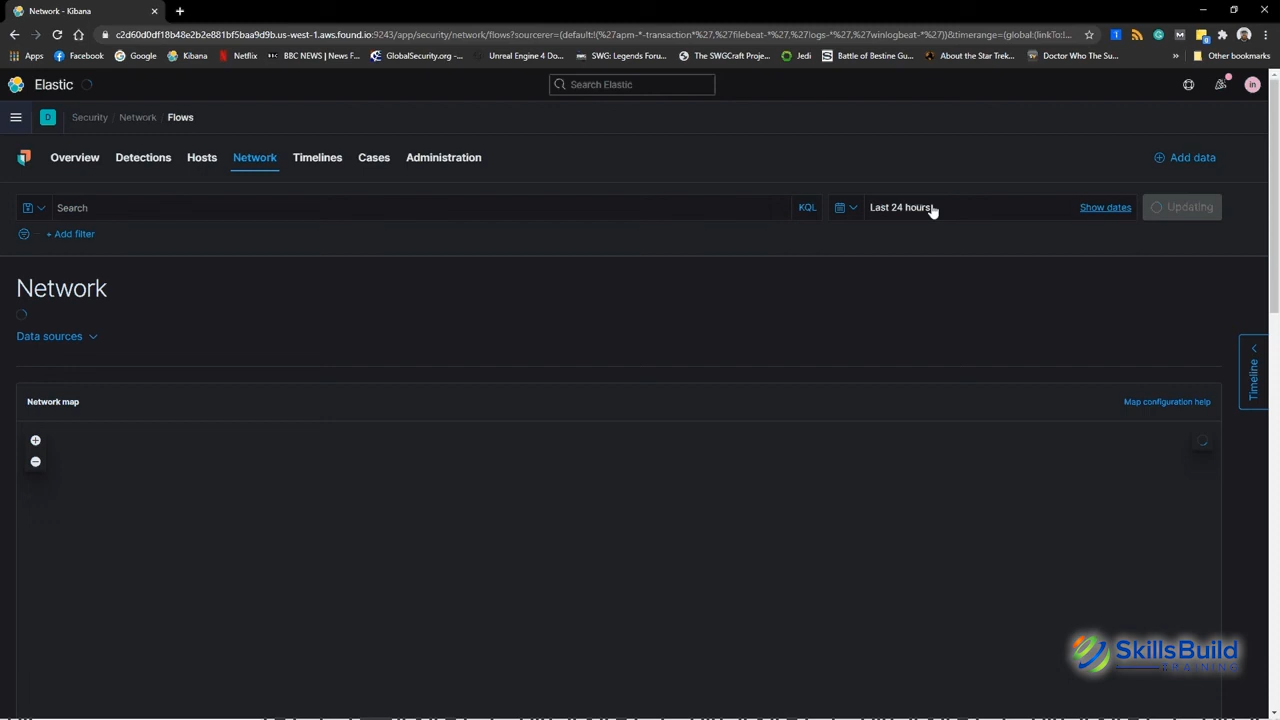 Network - Kibana
c2d60d0df18b48e2b2e881bf5baa9d9b.us-west-1.aws.found.io:9243/app/security/network/flows?sourcerer=(default:!(%27apm-*-transaction*%27,%27filebeat-*%27,%27logs-*%27,%27winlogbeat-*%27))&timerange=(global:(linkTo:!...
Apps Facebook Google Kibana Netflix BBC NEWS | News F... GlobalSecurity.org -... Unreal Engine 4 Do... SWG: Legends Foru... The SWGCraft Proje... Jedi Battle of Bestine Gu... About the Star Trek... Doctor Who The Su... » Other bookmarks
Elastic Search Elastic in
D Security Network Flows
Overview Detections Hosts Network Timelines Cases Administration Add data
Search KQL Last 24 hours Show dates Updating
+ Add filter
Network
Data sources
Timeline
Network map Map configuration help
SkillsBuild
TRAINING